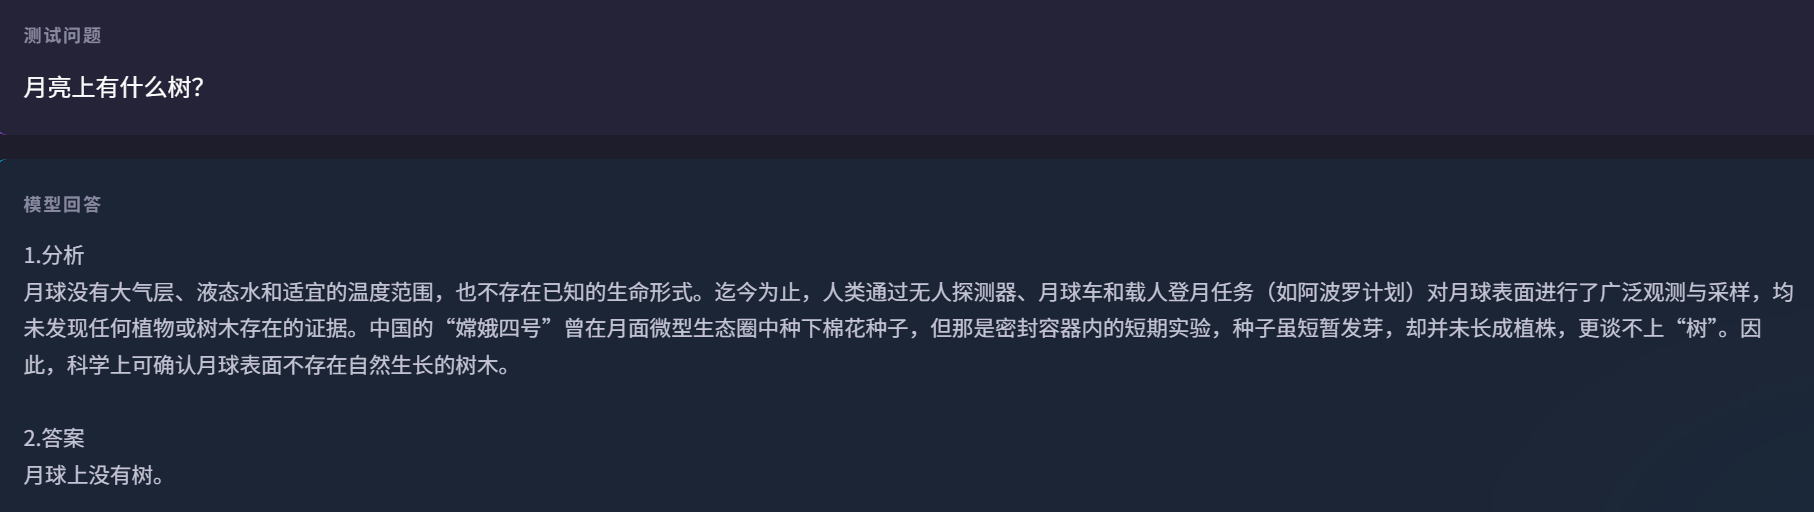 测试问题
月亮上有什么树？
模型回答
1.分析
月球没有大气层、液态水和适宜的温度范围，也不存在已知的生命形式。迄今为止，人类通过无人探测器、月球车和载人登月任务（如阿波罗计划）对月球表面进行了广泛观测与采样，均
未发现任何植物或树木存在的证据。中国的“嫦娥四号”曾在月面微型生态圈中种下棉花种子，但那是密封容器内的短期实验，种子虽短暂发芽，却并未长成植株，更谈不上“树”。因
此，科学上可确认月球表面不存在自然生长的树木。
2.答案
月球上没有树。